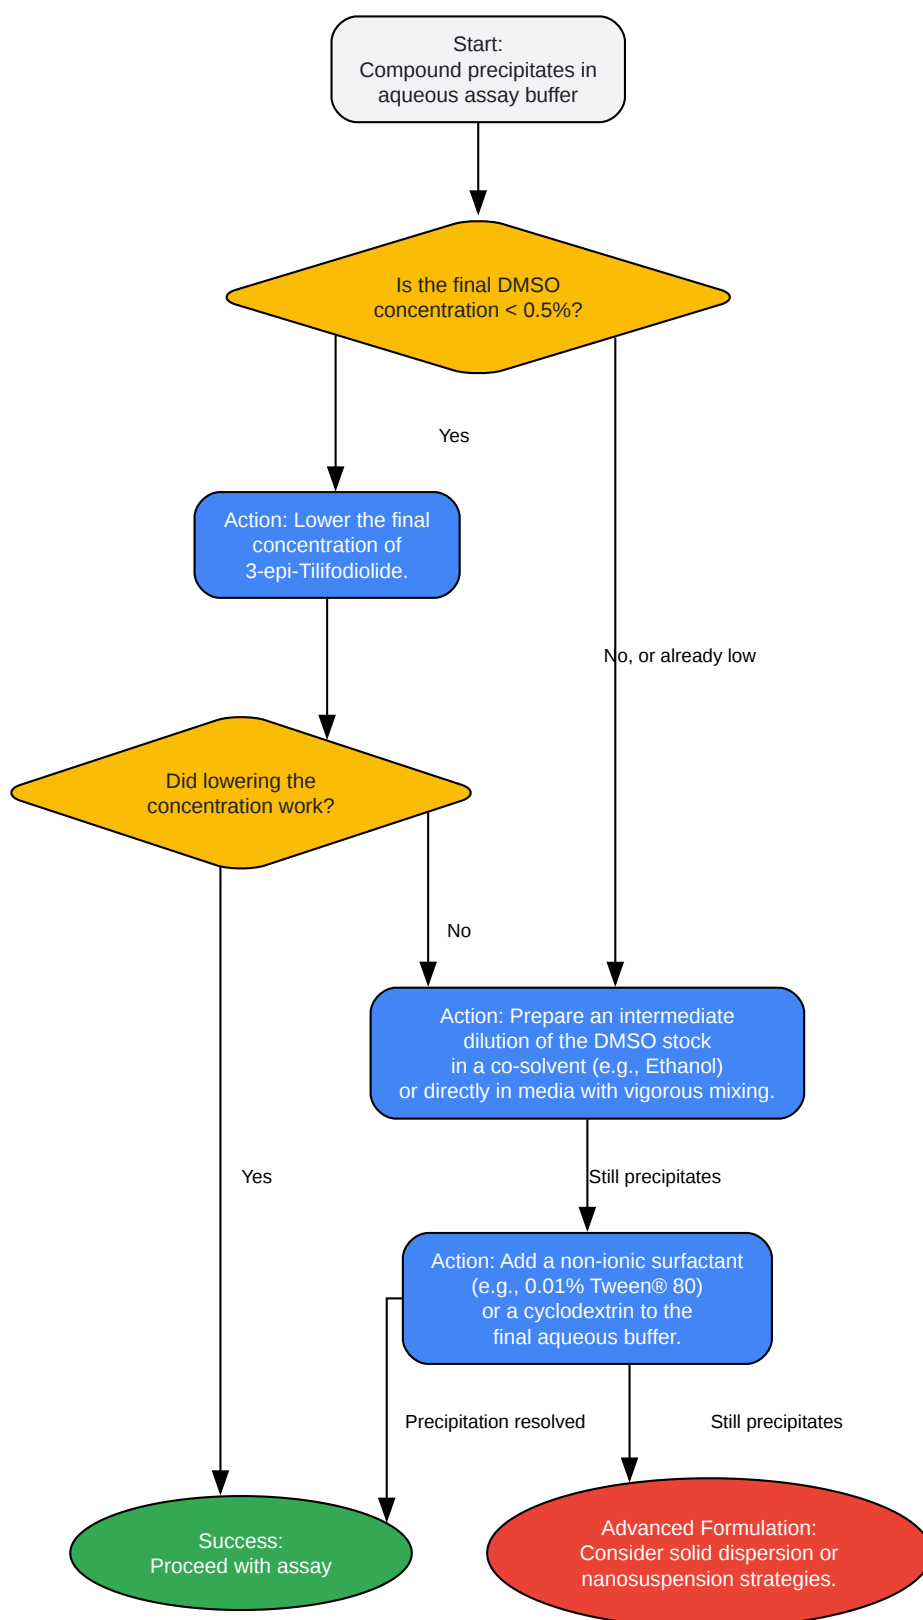 Start:
Compound precipitates in
aqueous assay buffer
Is the final DMSO
concentration < 0.5%?
Yes
Action: Lower the final
concentration of
3-epi-Tilifodiolide.
No, or already low
Did lowering the
concentration work?
No
Action: Prepare an intermediate
dilution of the DMSO stock
in a co-solvent (e.g., Ethanol)
or directly in media with vigorous mixing.
Yes
Still precipitates
Action: Add a non-ionic surfactant
(e.g., 0.01% Tween® 80)
or a cyclodextrin to the
final aqueous buffer.
Precipitation resolved
Still precipitates
Success:
Proceed with assay
Advanced Formulation:
Consider solid dispersion or
nanosuspension strategies.